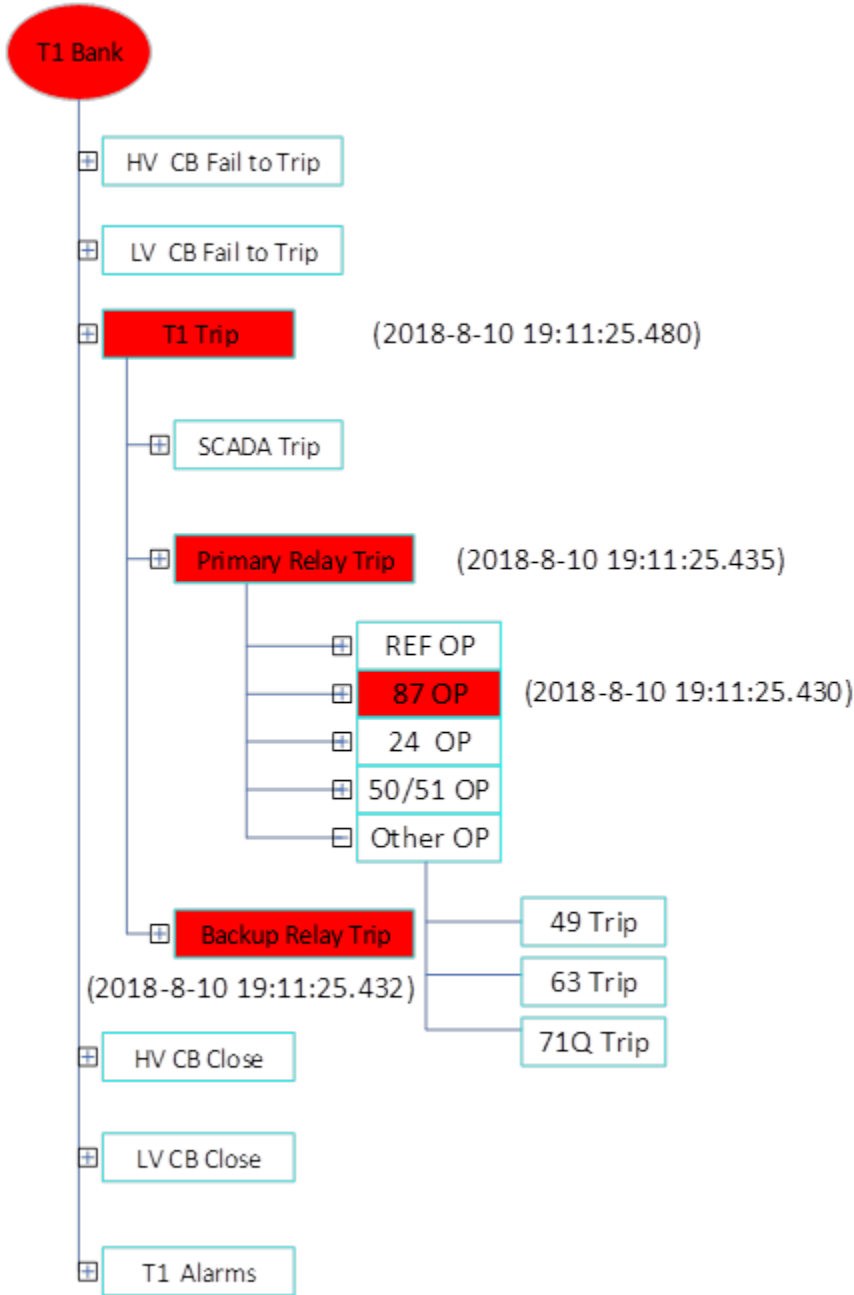 T1 Bank
HV CB Fail to Trip
LV CB Fail to Trip
T1 Trip (2018-8-10 19:11:25.480)
SCADA Trip
Primary Relay Trip (2018-8-10 19:11:25.435)
REF OP
87 OP (2018-8-10 19:11:25.430)
24 OP
50/51 OP
Other OP
49 Trip
Backup Relay Trip
63 Trip
(2018-8-10 19:11:25.432)
71Q Trip
HV CB Close
LV CB Close
T1 Alarms